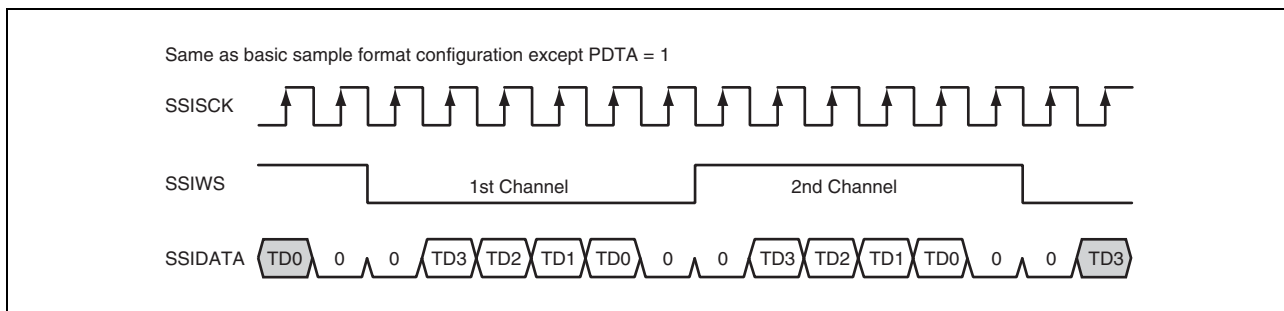 Same as basic sample format configuration except PDTA = 1
SSISCK
SSIWS 1st Channel 2nd Channel
SSIDATA TD0 0 0 TD3 TD2 TD1 TD0 0 0 TD3 TD2 TD1 TD0 0 0 TD3